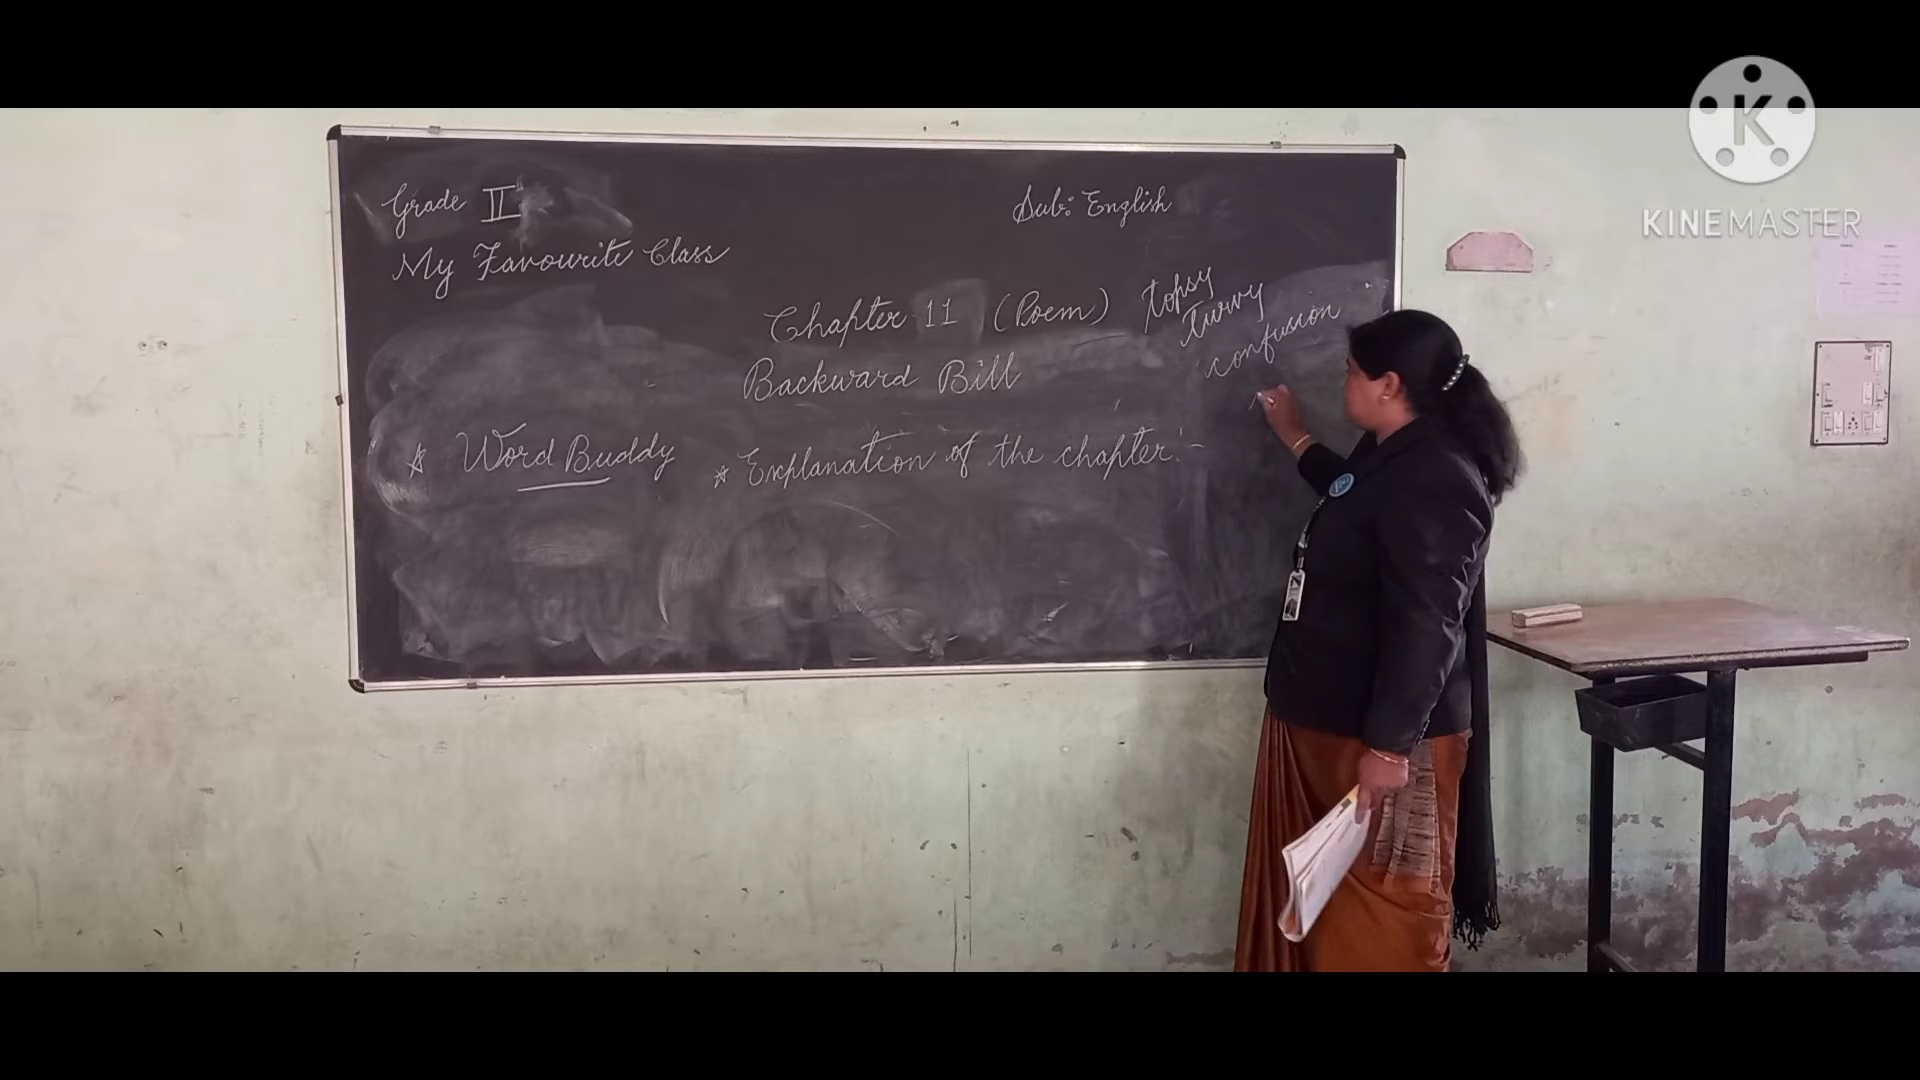 Grade II
Sub: English
My Favourite Class
Chapter 11 (Poem)
topsy
turvy
confusion
Backward Bill
* Word Buddy
* Explanation of the chapter:-
K
KINEMASTER